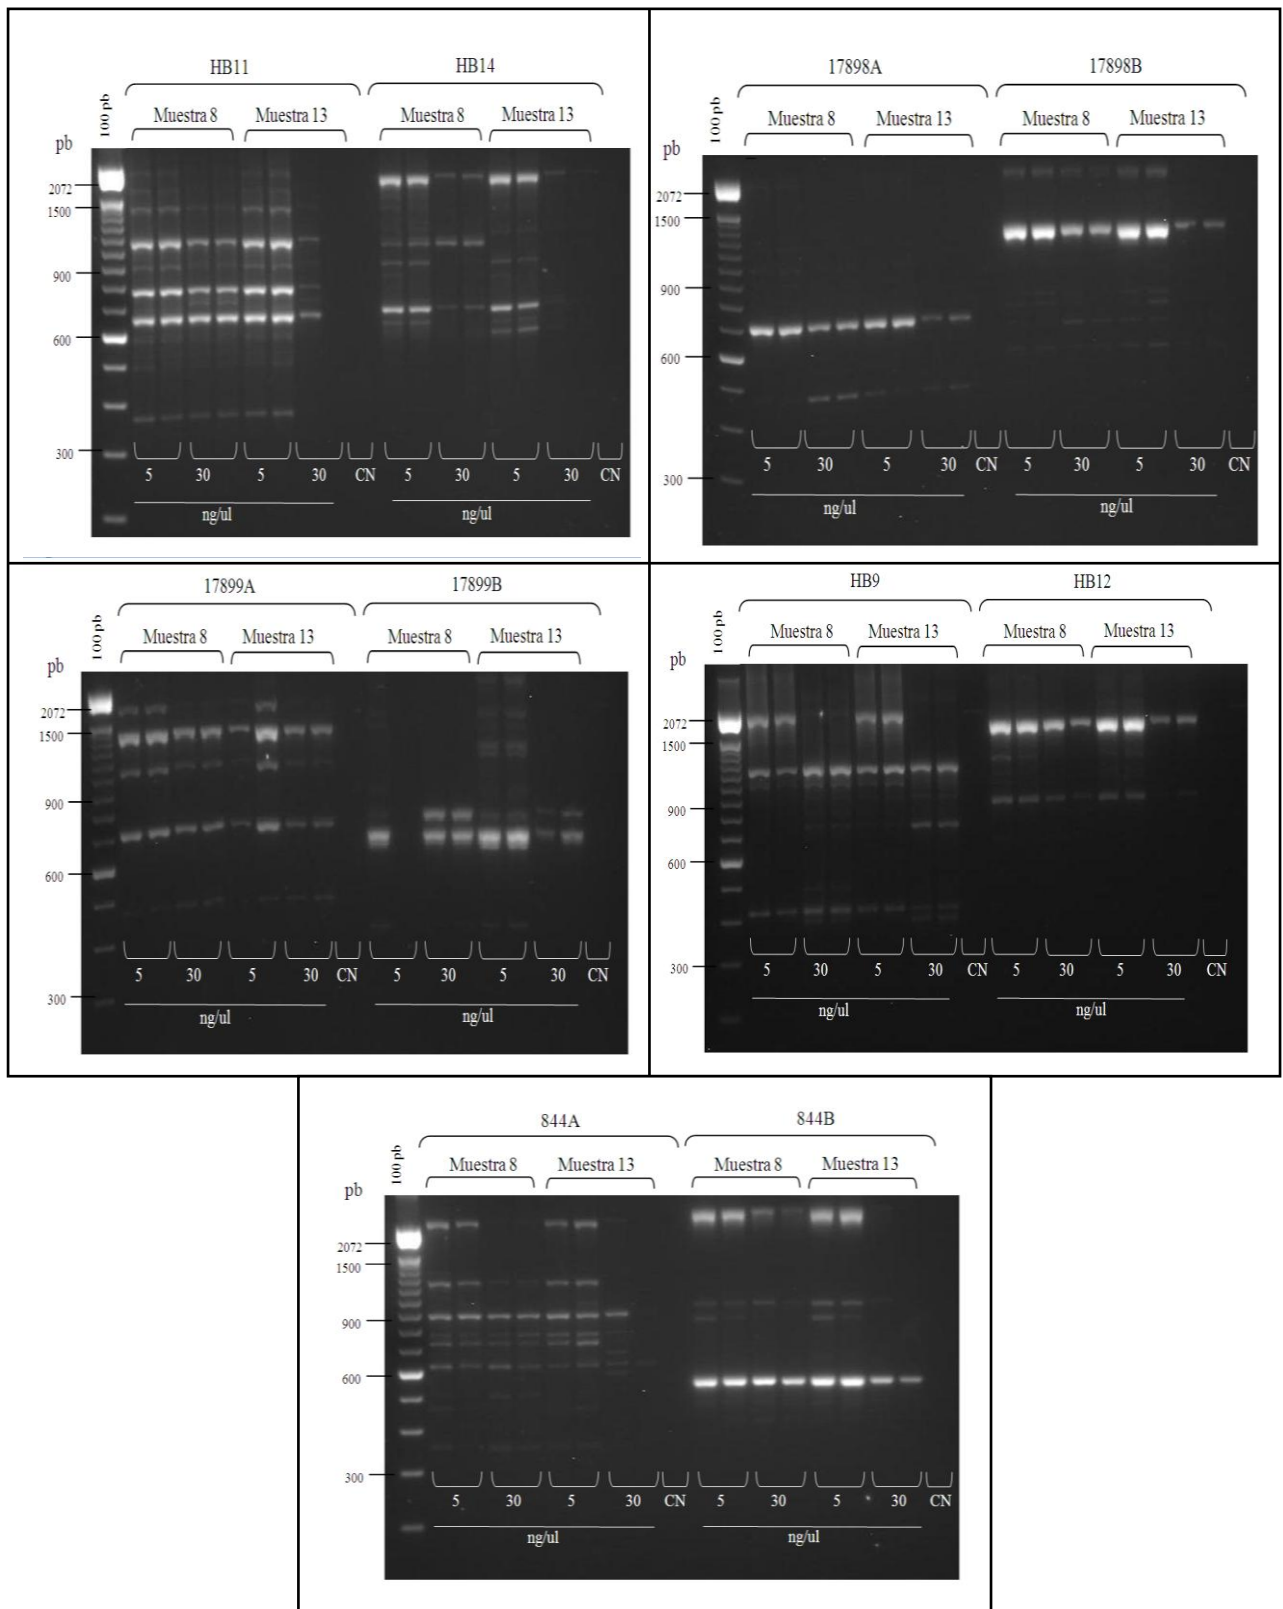 HB11 HB14
Muestra 8 Muestra 13 Muestra 8 Muestra 13
100 pb
pb
2072
1500
900
600
300
5 30 5 30 CN 5 30 5 30 CN
ng/ul ng/ul
17898A 17898B
Muestra 8 Muestra 13 Muestra 8 Muestra 13
100 pb
pb
2072
1500
900
600
300
5 30 5 30 CN 5 30 5 30 CN
ng/ul ng/ul
17899A 17899B
Muestra 8 Muestra 13 Muestra 8 Muestra 13
100 pb
pb
2072
1500
900
600
300
5 30 5 30 CN 5 30 5 30 CN
ng/ul ng/ul
HB9 HB12
Muestra 8 Muestra 13 Muestra 8 Muestra 13
100 pb
pb
2072
1500
900
600
300
5 30 5 30 CN 5 30 5 30 CN
ng/ul ng/ul
844A 844B
Muestra 8 Muestra 13 Muestra 8 Muestra 13
100 pb
pb
2072
1500
900
600
300
5 30 5 30 CN 5 30 5 30 CN
ng/ul ng/ul